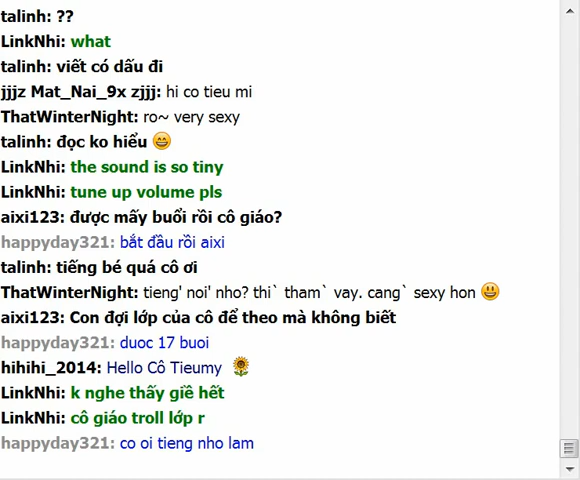 talinh: ??
LinkNhi: what
talinh: viết có dấu đi
jjjz Mat_Nai_9x zjjj: hi co tieu mi
ThatWinterNight: ro~ very sexy
talinh: đọc ko hiểu
LinkNhi: the sound is so tiny
LinkNhi: tune up volume pls
aixi123: được mấy buổi rồi cô giáo?
happyday321: bắt đầu rồi aixi
talinh: tiếng bé quá cô ơi
ThatWinterNight: tieng' noi' nho? thi` tham` vay. cang` sexy hon
aixi123: Con đợi lớp của cô để theo mà không biết
happyday321: duoc 17 buoi
hihihi_2014: Hello Cô Tieumy
LinkNhi: k nghe thấy giề hết
LinkNhi: cô giáo troll lớp r
happyday321: co oi tieng nho lam